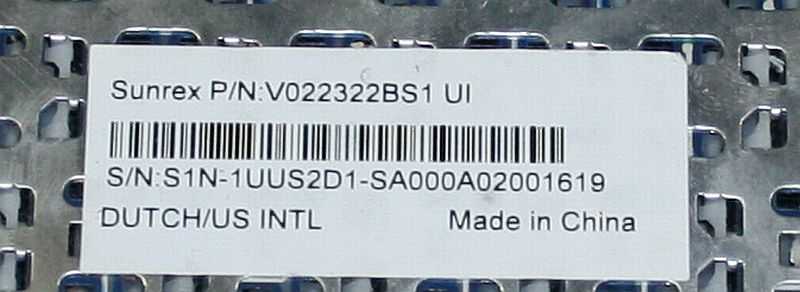 Sunrex P/N:V022322BS1 UI
S/N:S1N-1UUS2D1-SA000A02001619
DUTCH/US INTL Made in China